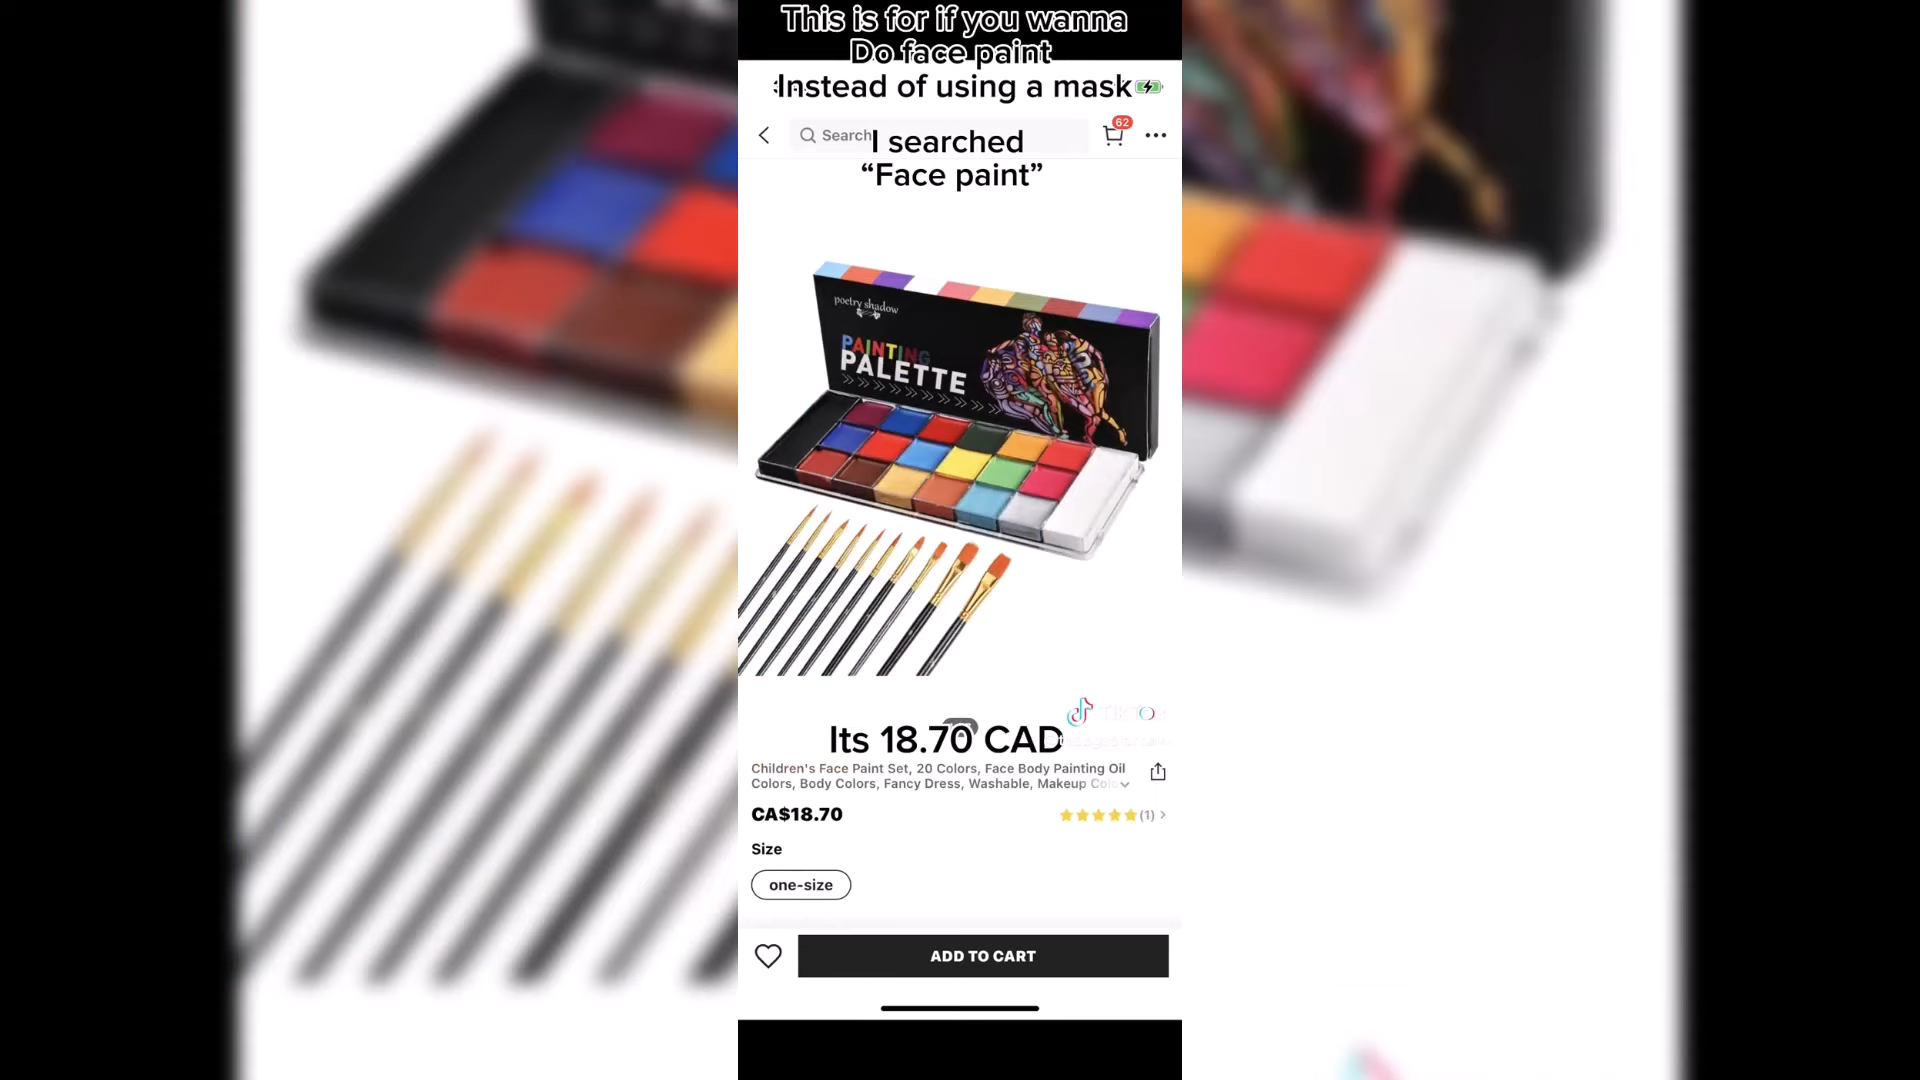 This is for if you wanna
Do face paint
Instead of using a mask
Search
62
I searched
“Face paint”
poetry shadow
PAINTING
PALETTE
Its 18.70 CAD
Children's Face Paint Set, 20 Colors, Face Body Painting Oil
Colors, Body Colors, Fancy Dress, Washable, Makeup
CA$18.70
(1)
Size
one-size
ADD TO CART